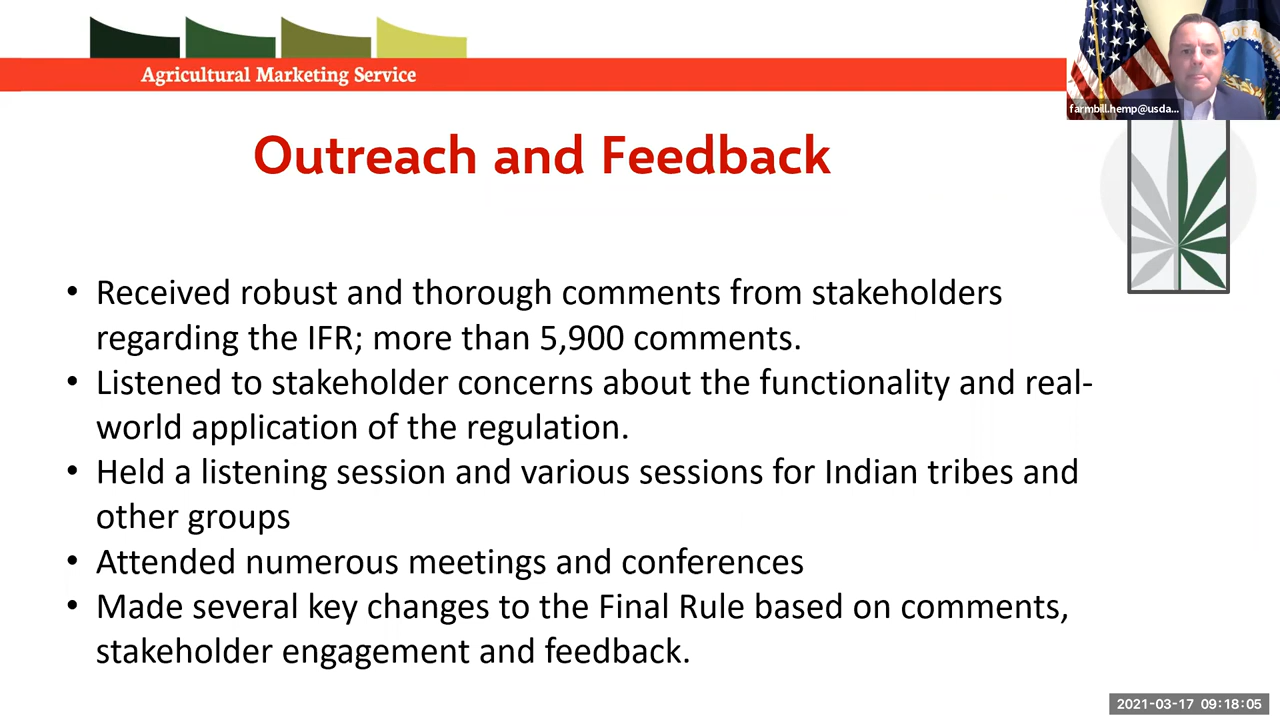 Agricultural Marketing Service
farmbill.hemp@usda...
Outreach and Feedback
• Received robust and thorough comments from stakeholders
regarding the IFR; more than 5,900 comments.
• Listened to stakeholder concerns about the functionality and real-
world application of the regulation.
• Held a listening session and various sessions for Indian tribes and
other groups
• Attended numerous meetings and conferences
• Made several key changes to the Final Rule based on comments,
stakeholder engagement and feedback.
2021-03-17 09:18:05